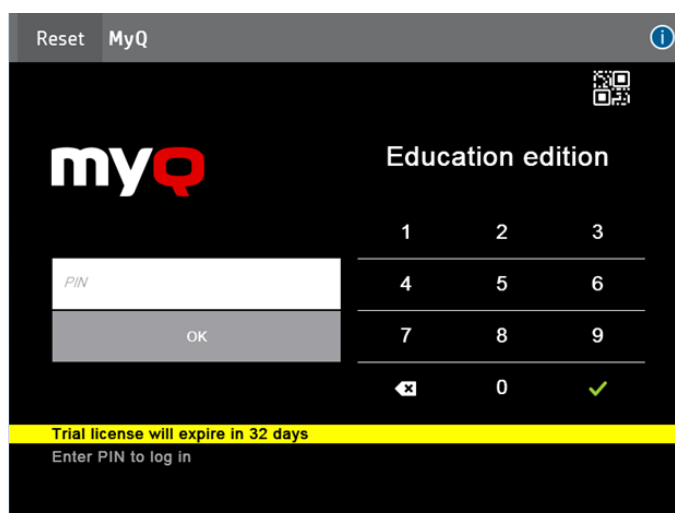 Reset MyQ
myQ
Education edition
1 2 3
PIN
4 5 6
OK
7 8 9
0
Trial license will expire in 32 days
Enter PIN to log in